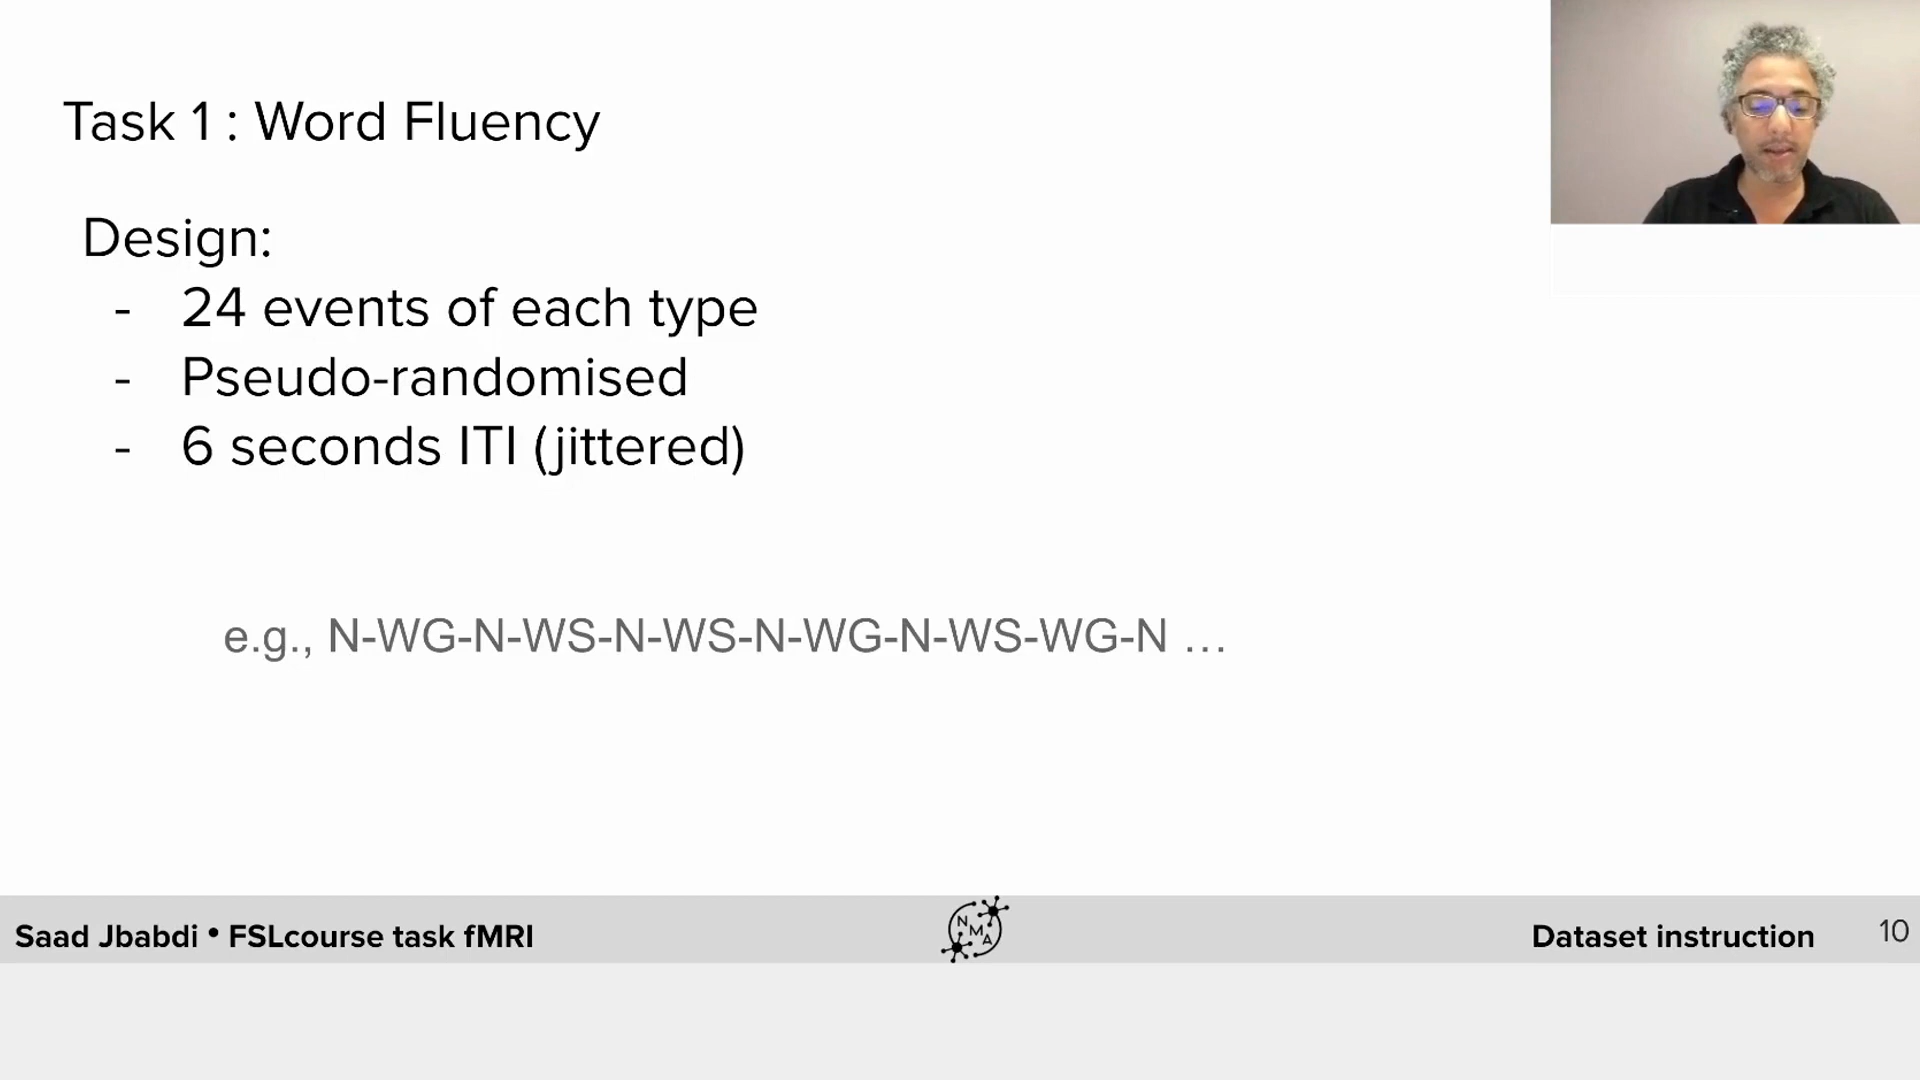 Task 1 : Word Fluency
Design:
- 24 events of each type
- Pseudo-randomised
- 6 seconds ITI (jittered)
e.g., N-WG-N-WS-N-WS-N-WG-N-WS-WG-N ...
Saad Jbabdi • FSLcourse task fMRI
N
M
A
Dataset instruction
10